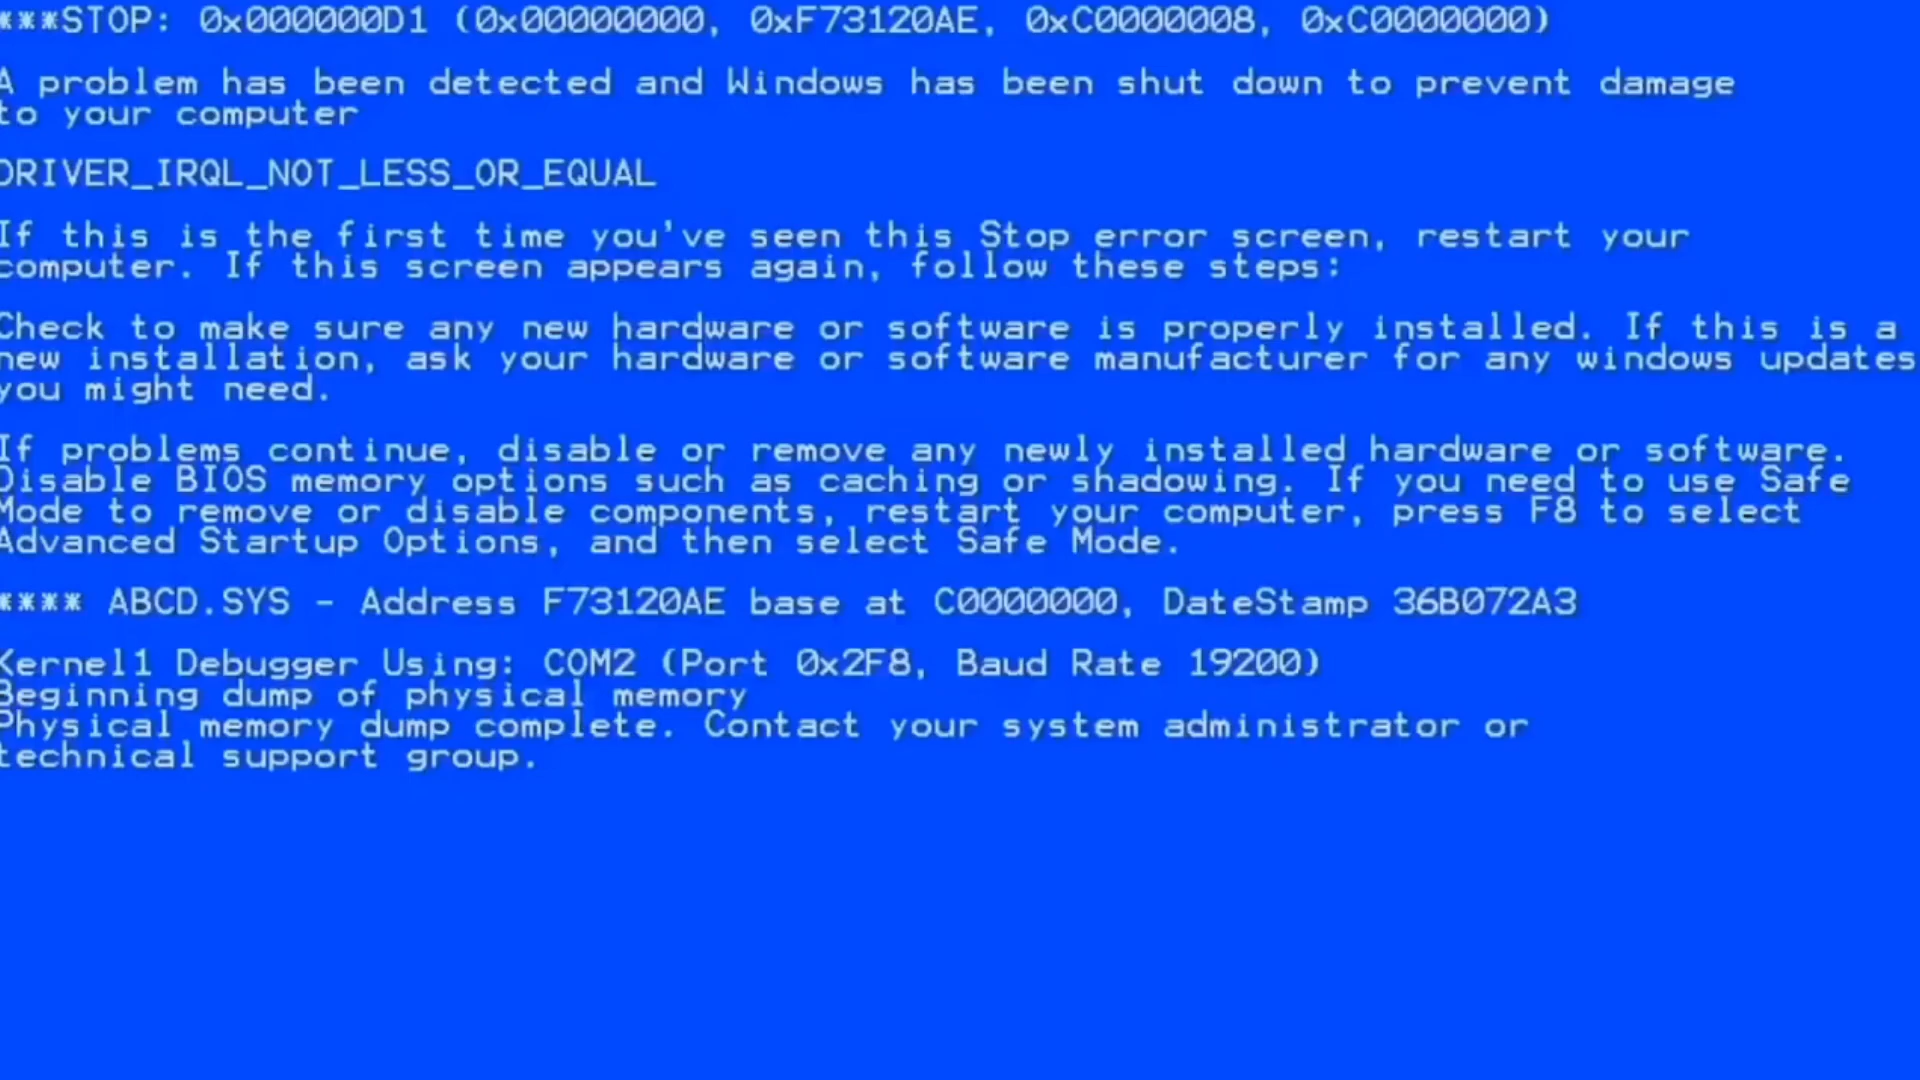 ***STOP: 0x000000D1 (0x00000000, 0xF73120AE, 0xC0000008, 0xC0000000)
A problem has been detected and Windows has been shut down to prevent damage
to your computer
DRIVER_IRQL_NOT_LESS_OR_EQUAL
If this is the first time you've seen this Stop error screen, restart your
computer. If this screen appears again, follow these steps:
Check to make sure any new hardware or software is properly installed. If this is a
new installation, ask your hardware or software manufacturer for any windows updates
you might need.
If problems continue, disable or remove any newly installed hardware or software.
Disable BIOS memory options such as caching or shadowing. If you need to use Safe
Mode to remove or disable components, restart your computer, press F8 to select
Advanced Startup Options, and then select Safe Mode.
**** ABCD.SYS - Address F73120AE base at C0000000, DateStamp 36B072A3
Kernel1 Debugger Using: COM2 (Port 0x2F8, Baud Rate 19200)
Beginning dump of physical memory
Physical memory dump complete. Contact your system administrator or
technical support group.